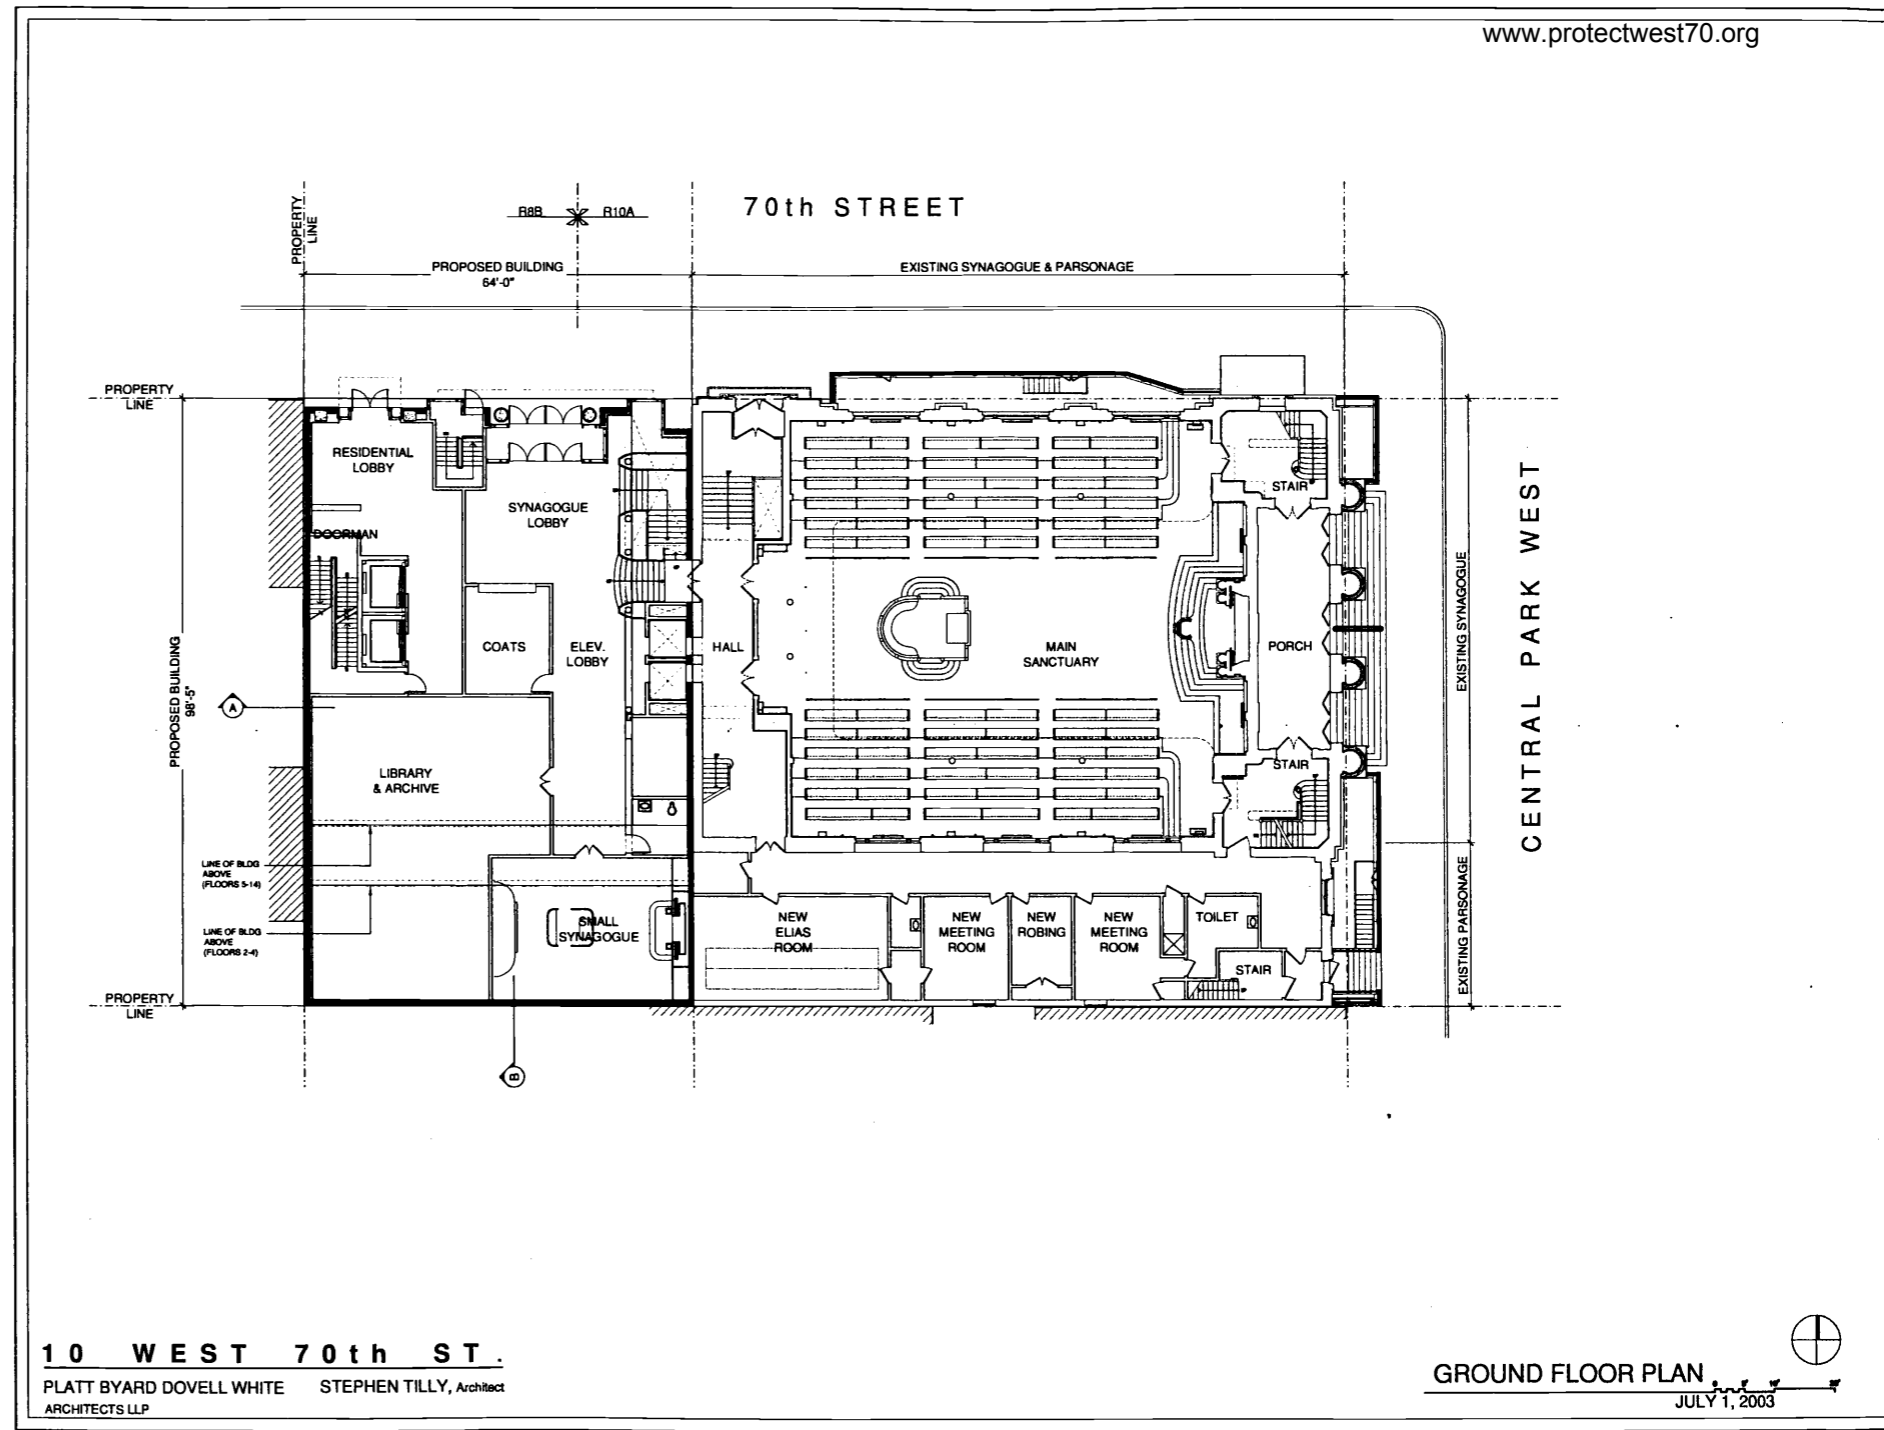 www.protectwest70.org
70th STREET
PROPERTY
LINE
R8B
R10A
PROPOSED BUILDING
64'-0"
EXISTING SYNAGOGUE & PARSONAGE
PROPERTY
LINE
RESIDENTIAL
LOBBY
SYNAGOGUE
LOBBY
DOORMAN
COATS
ELEV.
LOBBY
HALL
MAIN
SANCTUARY
PORCH
STAIR
STAIR
CENTRAL PARK WEST
EXISTING SYNAGOGUE
EXISTING PARSONAGE
PROPOSED BUILDING
98'-5"
A
LIBRARY
& ARCHIVE
LINE OF BLDG
ABOVE
(FLOORS 5-14)
LINE OF BLDG
ABOVE
(FLOORS 2-4)
SMALL
SYNAGOGUE
NEW
ELIAS
ROOM
NEW
MEETING
ROOM
NEW
ROBING
NEW
MEETING
ROOM
TOILET
STAIR
PROPERTY
LINE
B
10 WEST 70th ST.
PLATT BYARD DOVELL WHITE STEPHEN TILLY, Architect
ARCHITECTS LLP
GROUND FLOOR PLAN
JULY 1, 2003